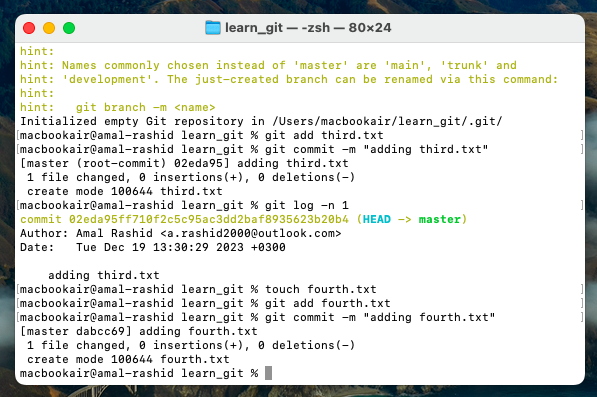 learn_git — -zsh — 80×24
hint:
hint: Names commonly chosen instead of 'master' are 'main', 'trunk' and
hint: 'development'. The just-created branch can be renamed via this command:
hint:
hint:   git branch -m <name>
Initialized empty Git repository in /Users/macbookair/learn_git/.git/
[macbookair@amal-rashid learn_git % git add third.txt ]
[macbookair@amal-rashid learn_git % git commit -m "adding third.txt" ]
[master (root-commit) 02eda95] adding third.txt
 1 file changed, 0 insertions(+), 0 deletions(-)
 create mode 100644 third.txt
[macbookair@amal-rashid learn_git % git log -n 1 ]
commit 02eda95ff710f2c5c95ac3dd2baf8935623b20b4 (HEAD -> master)
Author: Amal Rashid <a.rashid2000@outlook.com>
Date:   Tue Dec 19 13:30:29 2023 +0300
    adding third.txt
[macbookair@amal-rashid learn_git % touch fourth.txt ]
[macbookair@amal-rashid learn_git % git add fourth.txt ]
[macbookair@amal-rashid learn_git % git commit -m "adding fourth.txt" ]
[master dabcc69] adding fourth.txt
 1 file changed, 0 insertions(+), 0 deletions(-)
 create mode 100644 fourth.txt
macbookair@amal-rashid learn_git %